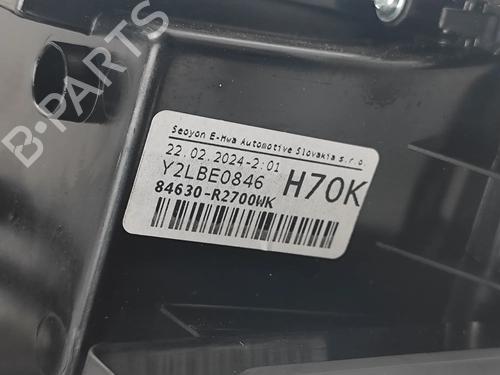 B-PARTS
Seoyon E-Hwa Automotive Slovakia s.r.o.
22.02.2024-2:01
Y2LBE0846
H70K
84630-R2700WK